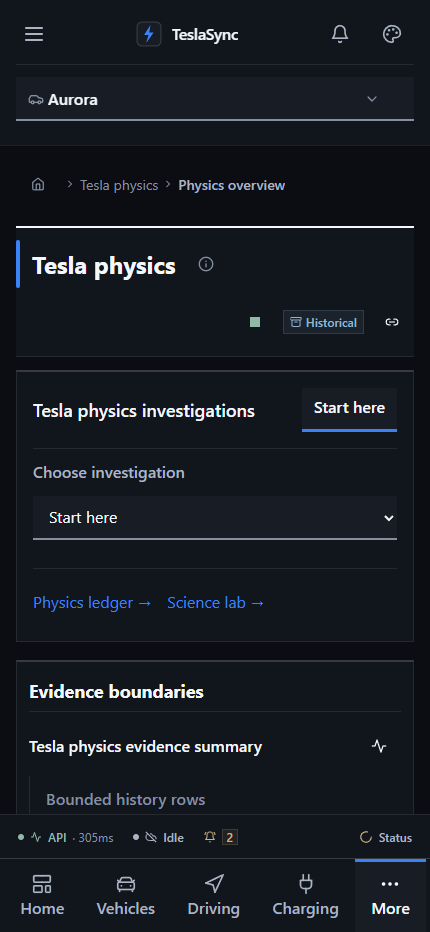 TeslaSync
Aurora
Tesla physics
Physics overview
Tesla physics
Historical
Tesla physics investigations
Start here
Choose investigation
Start here
Physics ledger →
Science lab →
Evidence boundaries
Tesla physics evidence summary
Bounded history rows
API · 305ms
Idle
2
Status
Home
Vehicles
Driving
Charging
More